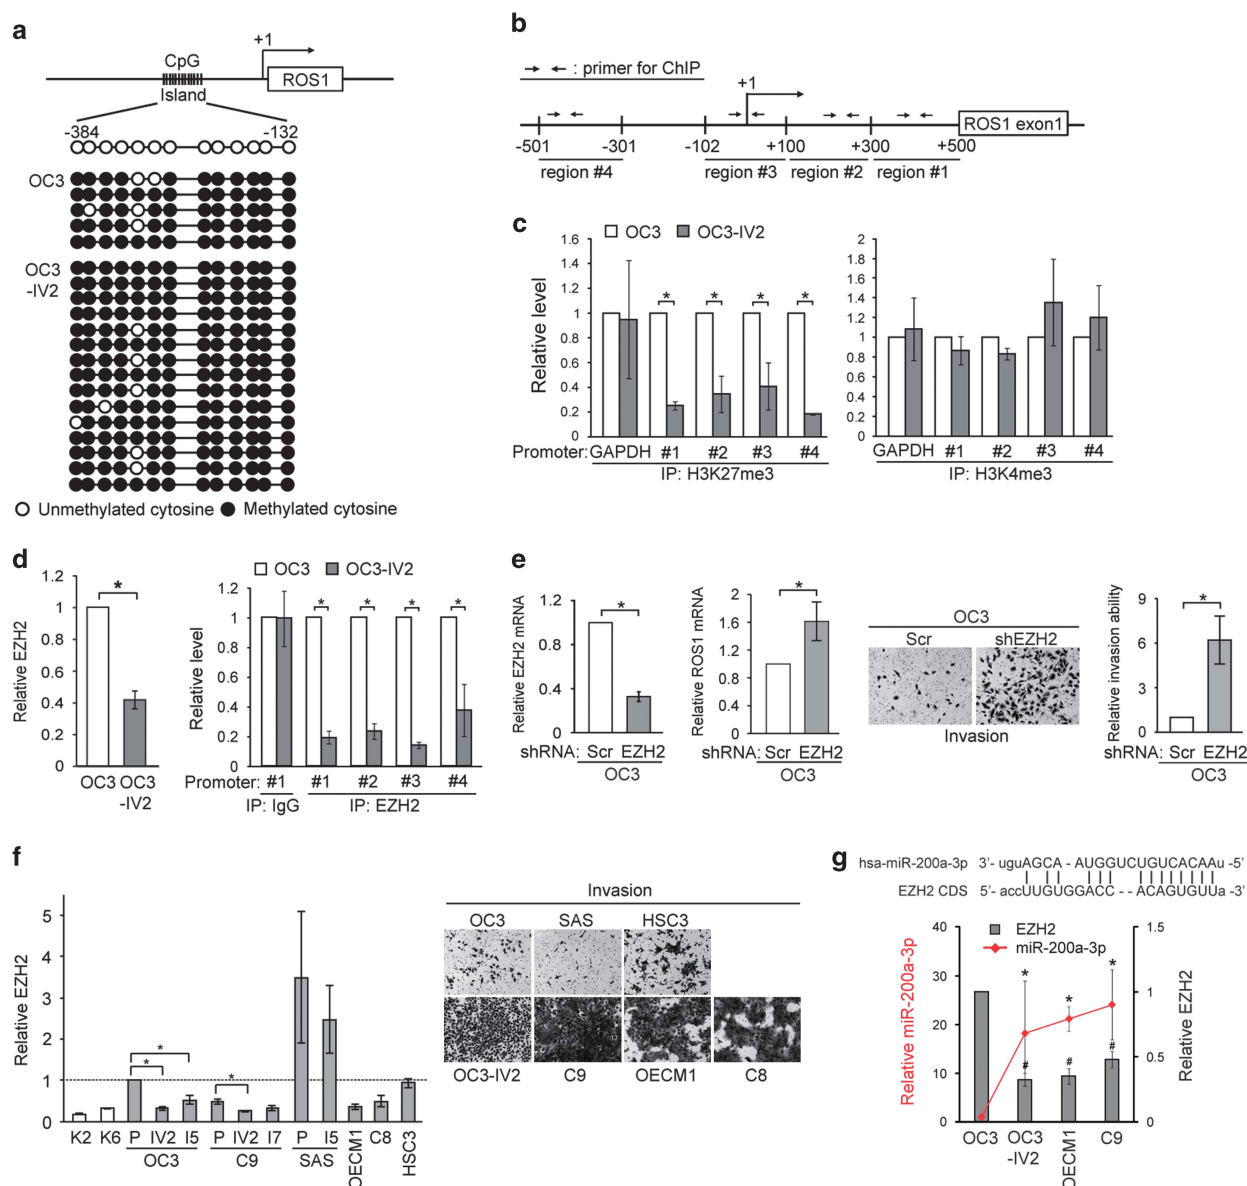 a
CpG
Island
+1
ROS1
-384
-132
OC3
OC3
-IV2
Unmethylated cytosine
Methylated cytosine
b
: primer for ChIP
+1
ROS1 exon1
-501
-301
-102
+100
+300
+500
region #4
region #3
region #2
region #1
c
OC3
OC3-IV2
Relative level
1.6
1.4
1.2
1
0.8
0.6
0.4
0.2
0
*
*
*
*
Promoter: GAPDH #1 #2 #3 #4
IP: H3K27me3
2
1.8
1.6
1.4
1.2
1
0.8
0.6
0.4
0.2
0
GAPDH #1 #2 #3 #4
IP: H3K4me3
d
Relative EZH2
1.2
1
0.8
0.6
0.4
0.2
0
*
OC3 OC3
-IV2
OC3
OC3-IV2
Relative level
1.2
1
0.8
0.6
0.4
0.2
0
*
*
*
*
Promoter: #1 #1 #2 #3 #4
IP: IgG IP: EZH2
e
Relative EZH2 mRNA
1.2
0.8
0.4
0
*
shRNA: Scr EZH2
OC3
Relative ROS1 mRNA
2
1.6
1.2
0.8
0.4
0
*
shRNA: Scr EZH2
OC3
OC3
Scr shEZH2
Invasion
Relative invasion ability
9
6
3
0
*
shRNA: Scr EZH2
OC3
f
Relative EZH2
5
4
3
2
1
0
*
*
*
K2 K6 P IV2 I5 P IV2 I7 P I5 OECM1 C8 HSC3
OC3 C9 SAS
Invasion
OC3 SAS HSC3
OC3-IV2 C9 OECM1 C8
g
hsa-miR-200a-3p 3'- uguAGCA - AUGGUCUGUCACAAu -5'
EZH2 CDS 5'- accUUGUGGACC - - ACAGUGUUa -3'
EZH2
miR-200a-3p
Relative miR-200a-3p
40
30
20
10
0
Relative EZH2
1.5
1
0.5
0
*
*
*
#
#
#
OC3 OC3 OECM1 C9
-IV2